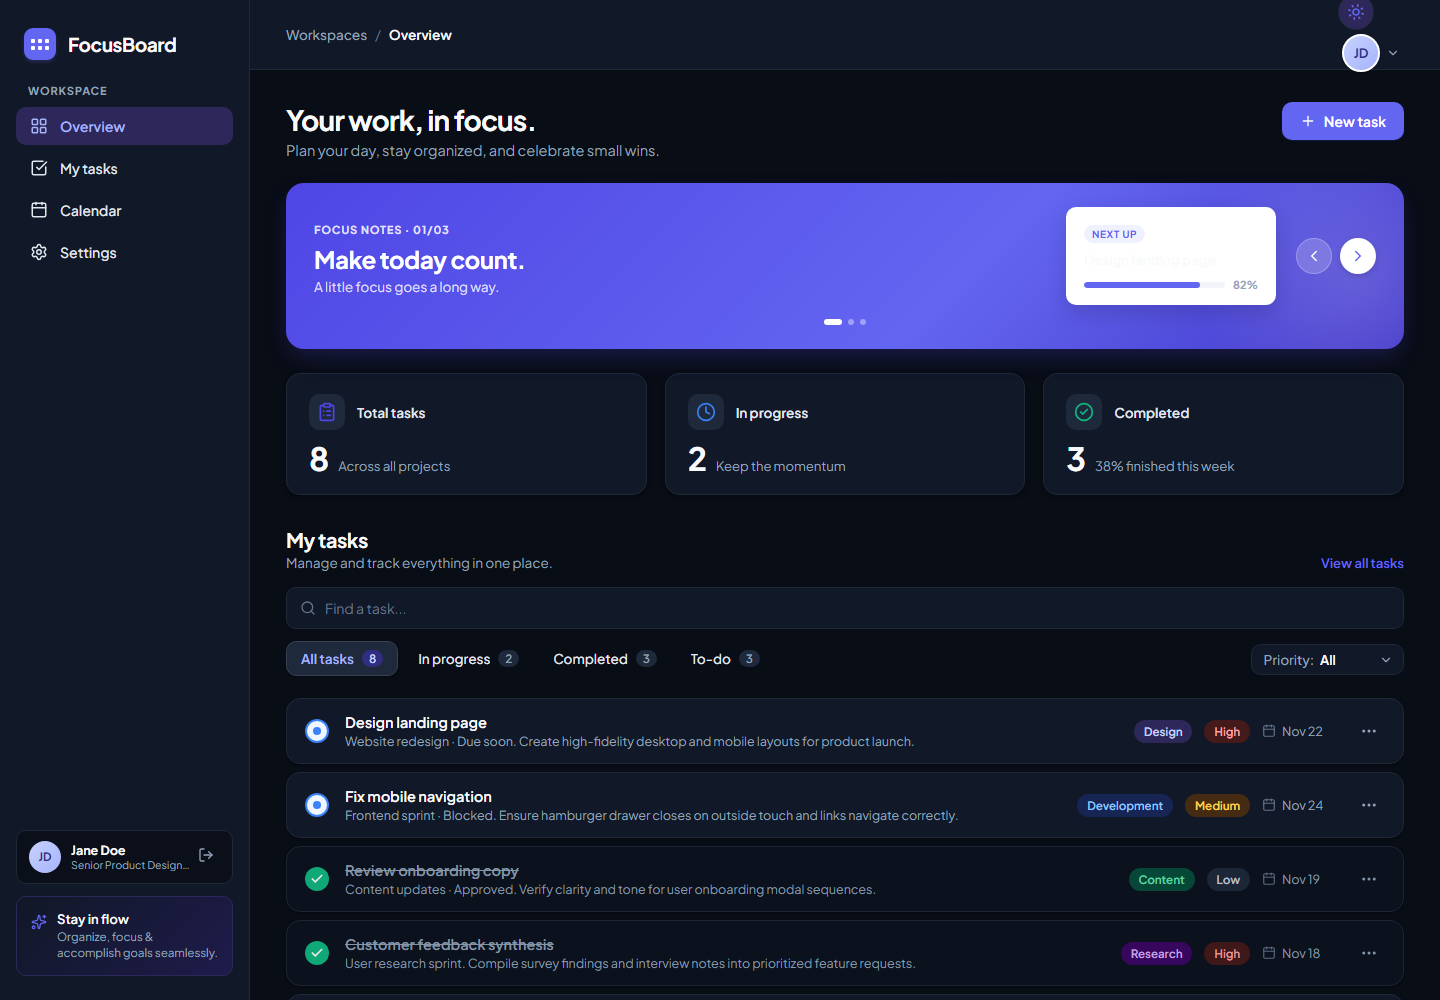 FocusBoard
WORKSPACE
Overview
My tasks
Calendar
Settings
JD
Jane Doe
Senior Product Design...
Stay in flow
Organize, focus &
accomplish goals seamlessly.
Workspaces / Overview
JD
Your work, in focus.
Plan your day, stay organized, and celebrate small wins.
+ New task
FOCUS NOTES · 01/03
Make today count.
A little focus goes a long way.
NEXT UP
Design landing page
82%
Total tasks
8 Across all projects
In progress
2 Keep the momentum
Completed
3 38% finished this week
My tasks
Manage and track everything in one place.
View all tasks
Find a task...
All tasks 8 In progress 2 Completed 3 To-do 3
Priority: All
Design landing page
Website redesign · Due soon. Create high-fidelity desktop and mobile layouts for product launch.
Design High Nov 22
Fix mobile navigation
Frontend sprint · Blocked. Ensure hamburger drawer closes on outside touch and links navigate correctly.
Development Medium Nov 24
Review onboarding copy
Content updates · Approved. Verify clarity and tone for user onboarding modal sequences.
Content Low Nov 19
Customer feedback synthesis
User research sprint. Compile survey findings and interview notes into prioritized feature requests.
Research High Nov 18